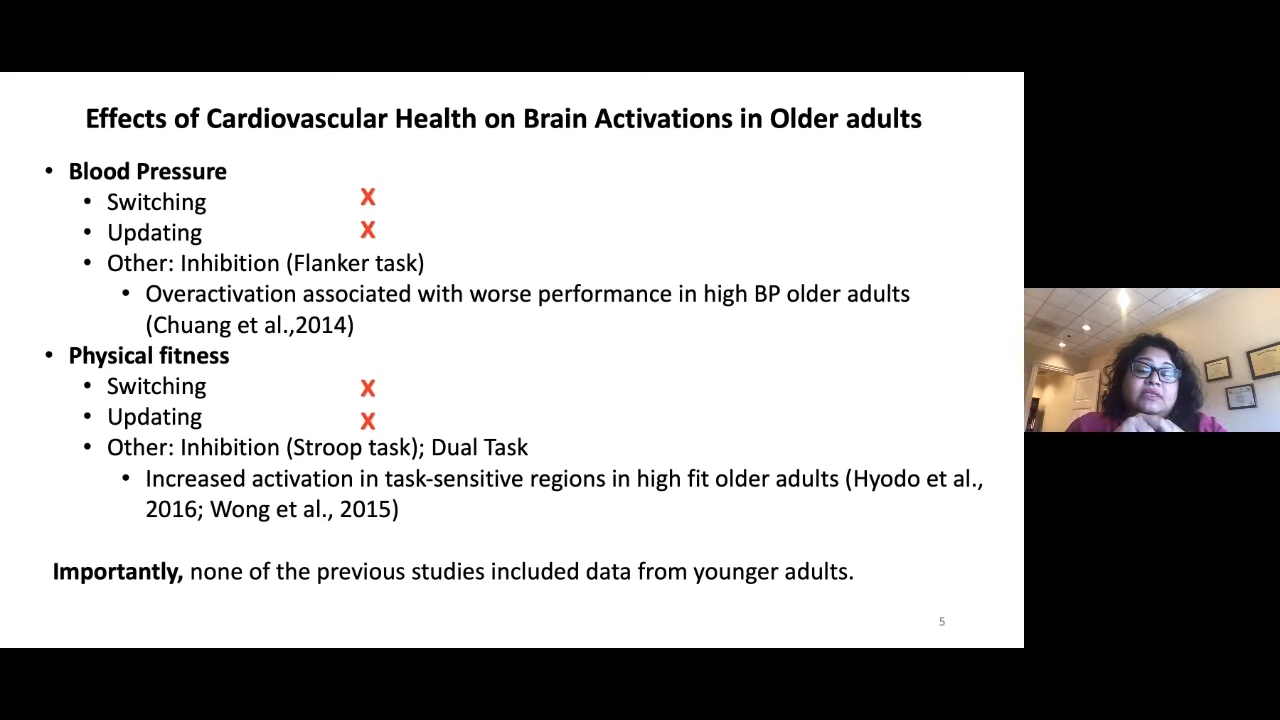 Effects of Cardiovascular Health on Brain Activations in Older adults
• Blood Pressure
• Switching X
• Updating X
• Other: Inhibition (Flanker task)
• Overactivation associated with worse performance in high BP older adults
(Chuang et al.,2014)
• Physical fitness
• Switching X
• Updating X
• Other: Inhibition (Stroop task); Dual Task
• Increased activation in task-sensitive regions in high fit older adults (Hyodo et al.,
2016; Wong et al., 2015)
Importantly, none of the previous studies included data from younger adults.
5